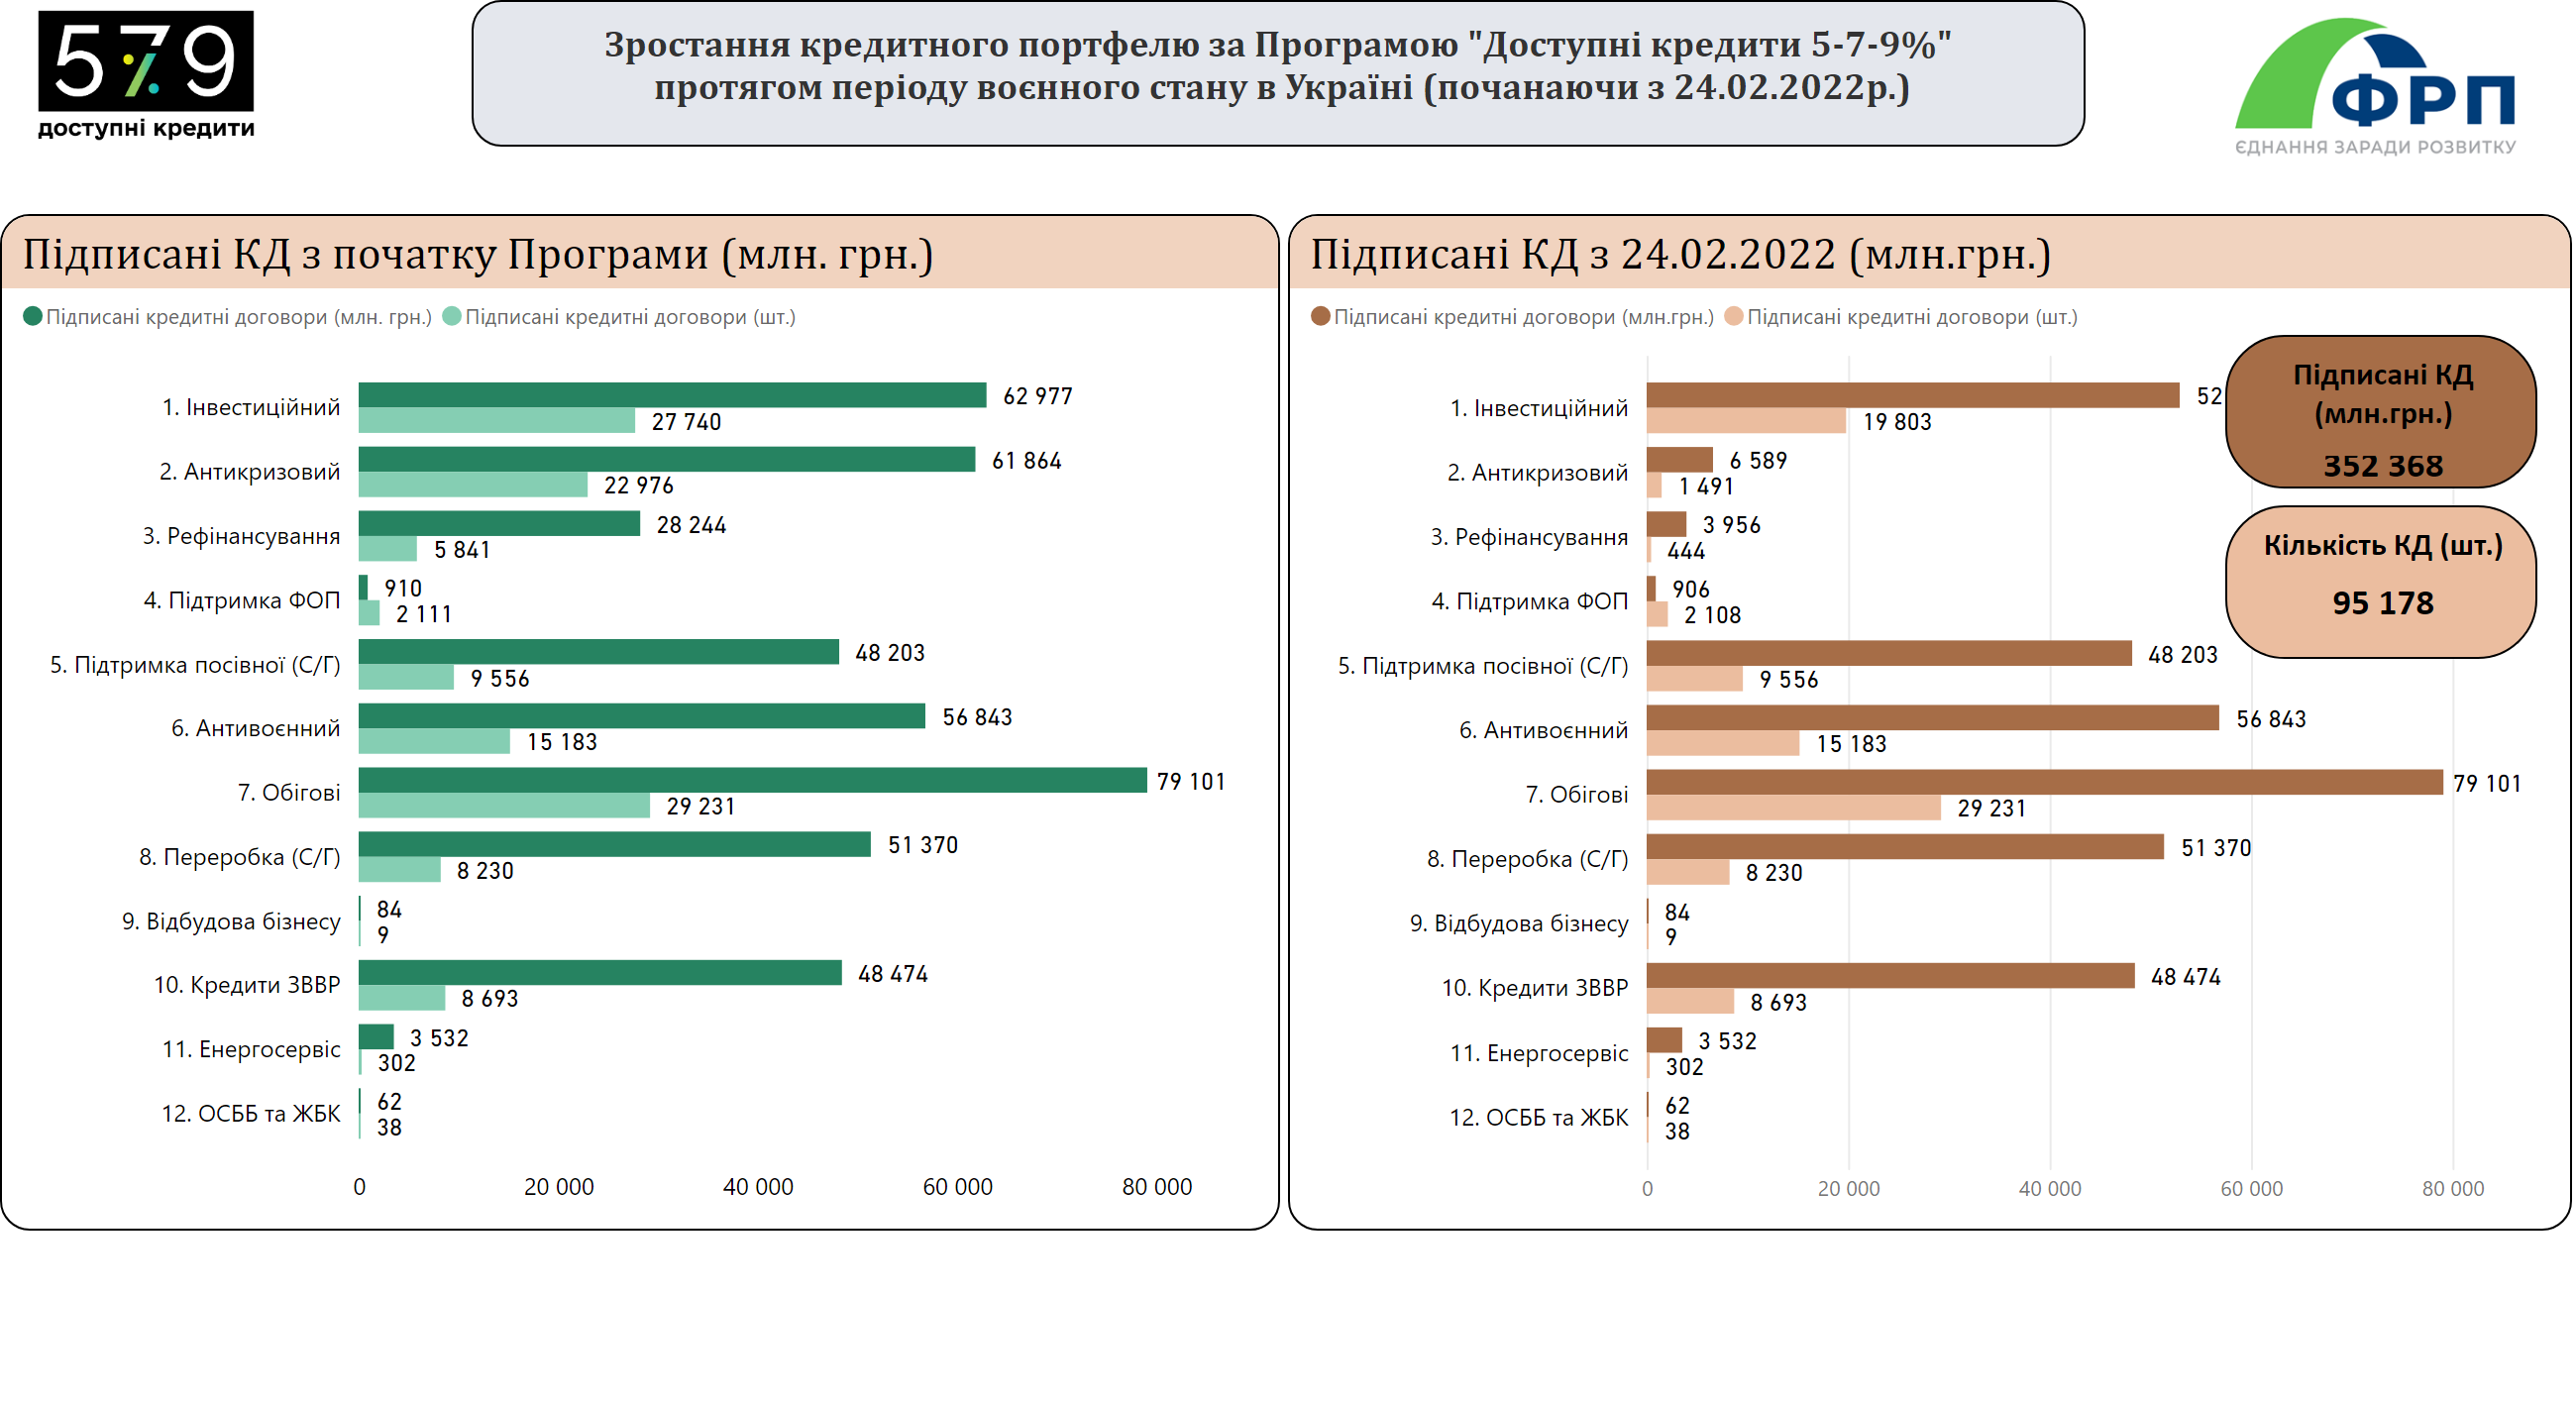 579
доступні кредити
Зростання кредитного портфелю за Програмою "Доступні кредити 5-7-9%"
протягом періоду воєнного стану в Україні (починаючи з 24.02.2022р.)
ФРП
ЄДНАННЯ ЗАРАДИ РОЗВИТКУ
Підписані КД з початку Програми (млн. грн.)
Підписані кредитні договори (млн. грн.) Підписані кредитні договори (шт.)
1. Інвестиційний
62 977
27 740
2. Антикризовий
61 864
22 976
3. Рефінансування
28 244
5 841
4. Підтримка ФОП
910
2 111
5. Підтримка посівної (С/Г)
48 203
9 556
6. Антивоєнний
56 843
15 183
7. Обігові
79 101
29 231
8. Переробка (С/Г)
51 370
8 230
9. Відбудова бізнесу
84
9
10. Кредити ЗВВР
48 474
8 693
11. Енергосервіс
3 532
302
12. ОСББ та ЖБК
62
38
0 20 000 40 000 60 000 80 000
Підписані КД з 24.02.2022 (млн.грн.)
Підписані кредитні договори (млн.грн.) Підписані кредитні договори (шт.)
1. Інвестиційний
52
19 803
2. Антикризовий
6 589
1 491
3. Рефінансування
3 956
444
4. Підтримка ФОП
906
2 108
5. Підтримка посівної (С/Г)
48 203
9 556
6. Антивоєнний
56 843
15 183
7. Обігові
79 101
29 231
8. Переробка (С/Г)
51 370
8 230
9. Відбудова бізнесу
84
9
10. Кредити ЗВВР
48 474
8 693
11. Енергосервіс
3 532
302
12. ОСББ та ЖБК
62
38
0 20 000 40 000 60 000 80 000
Підписані КД
(млн.грн.)
352 368
Кількість КД (шт.)
95 178